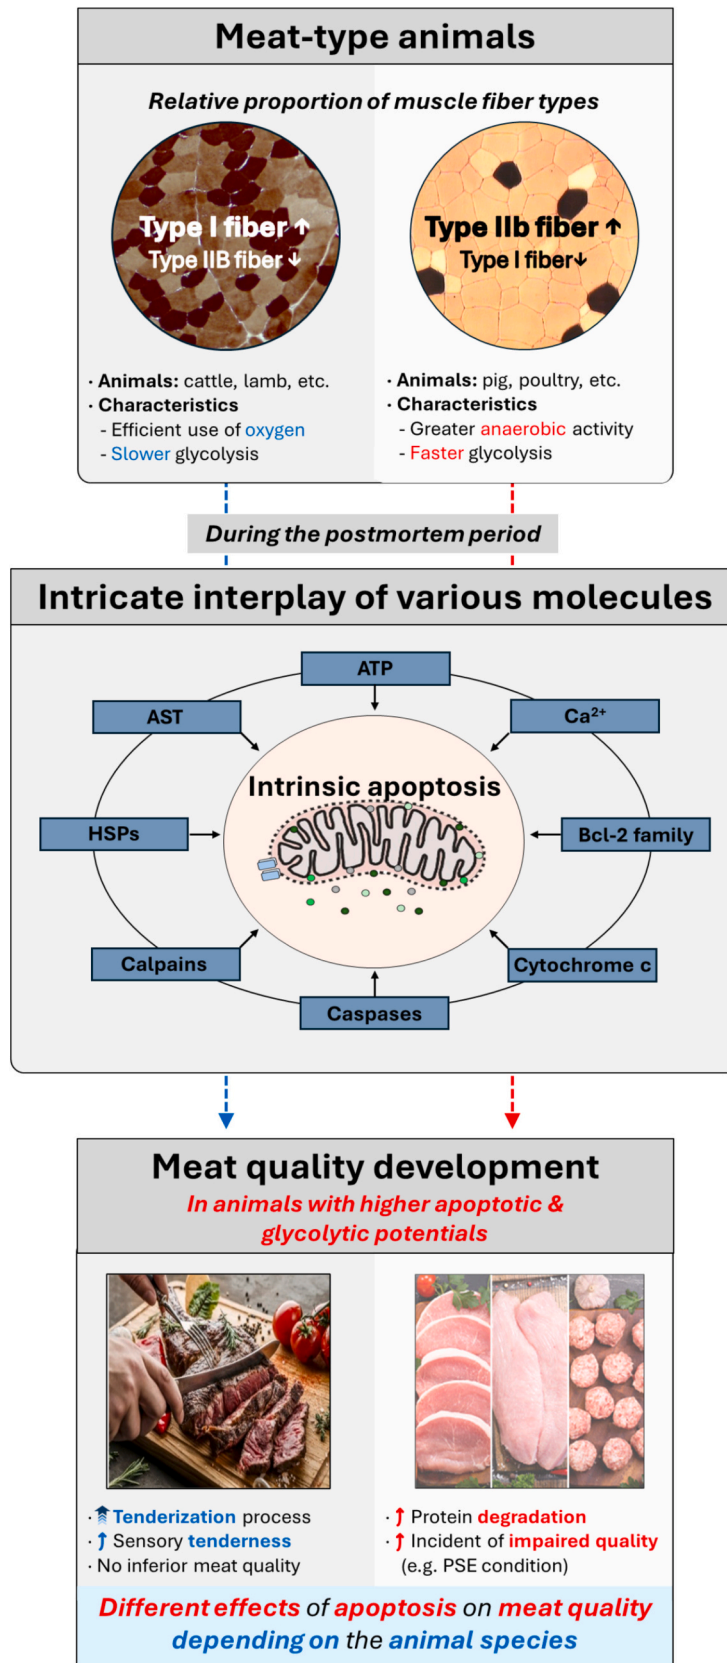 Meat-type animals
Relative proportion of muscle fiber types
Type I fiber ↑
Type IIB fiber ↓
· Animals: cattle, lamb, etc.
· Characteristics
- Efficient use of oxygen
- Slower glycolysis
Type IIb fiber ↑
Type I fiber↓
· Animals: pig, poultry, etc.
· Characteristics
- Greater anaerobic activity
- Faster glycolysis
During the postmortem period
Intricate interplay of various molecules
ATP
AST
Ca²⁺
Intrinsic apoptosis
HSPs
Bcl-2 family
Calpains
Cytochrome c
Caspases
Meat quality development
In animals with higher apoptotic &
glycolytic potentials
· ↑ Tenderization process
· ↑ Sensory tenderness
· No inferior meat quality
· ↑ Protein degradation
· ↑ Incident of impaired quality
(e.g. PSE condition)
Different effects of apoptosis on meat quality
depending on the animal species